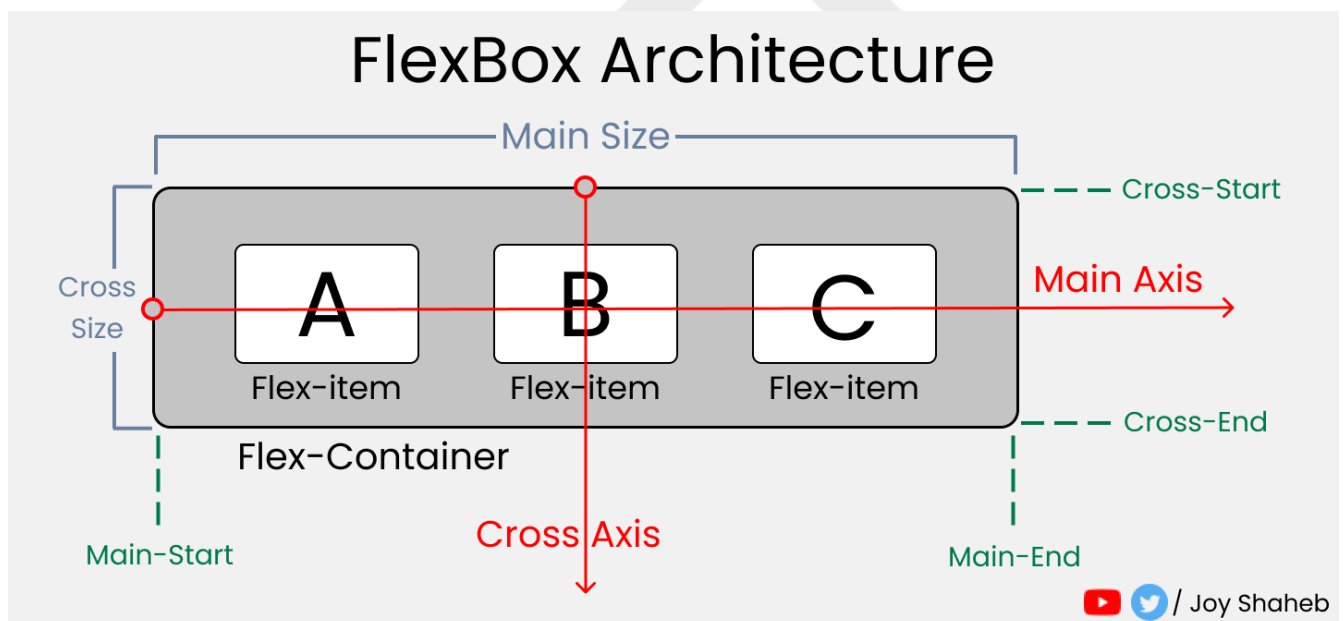 FlexBox Architecture
Main Size
Cross-Start
Cross
Size
Main Axis
A
B
C
Flex-item
Flex-item
Flex-item
Cross-End
Flex-Container
Cross Axis
Main-Start
Main-End
/ Joy Shaheb